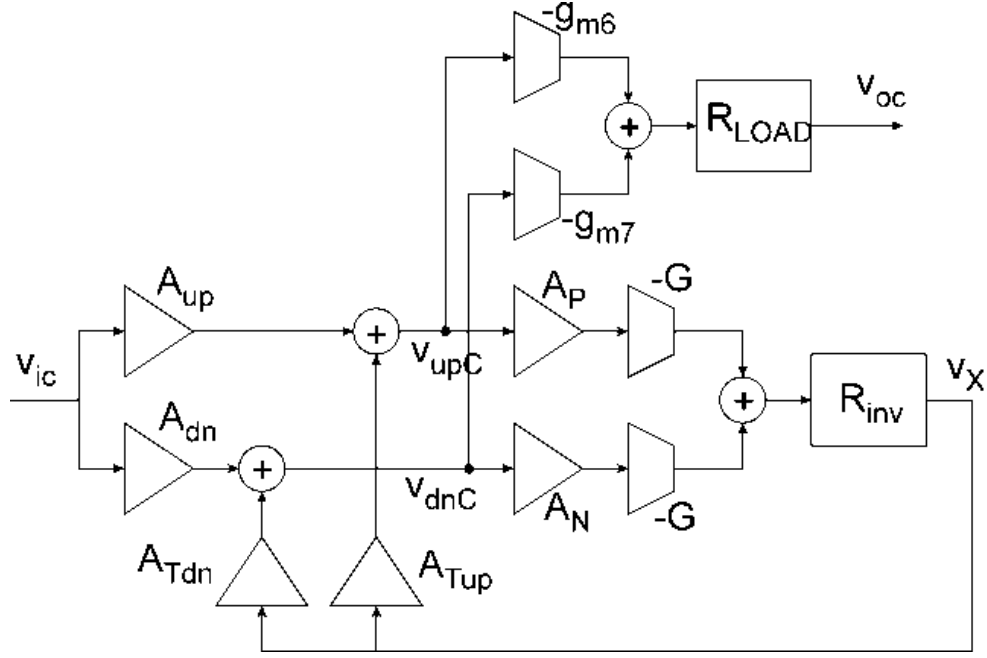 -gm6
voc
+
RLOAD
-gm7
Aup
AP
-G
+
vupC
vic
vX
+
Rinv
Adn
+
vdnC
AN
-G
ATdn
ATup